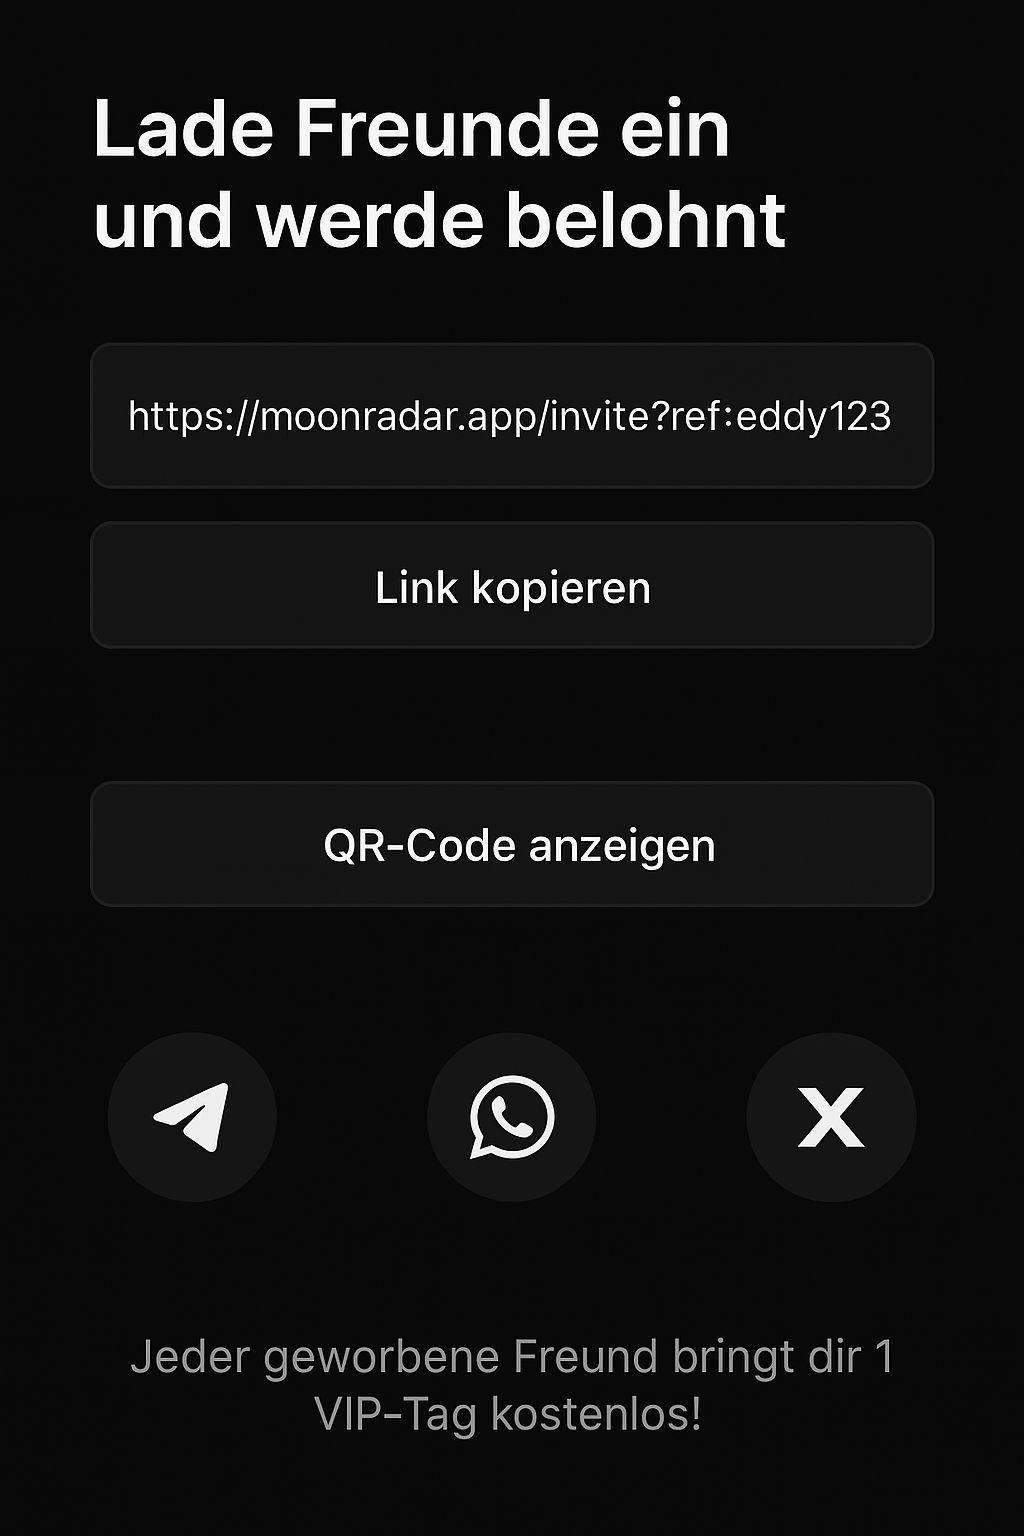 Lade Freunde ein
und werde belohnt
https://moonradar.app/invite?ref:eddy123
Link kopieren
QR-Code anzeigen
X
Jeder geworbene Freund bringt dir 1
VIP-Tag kostenlos!